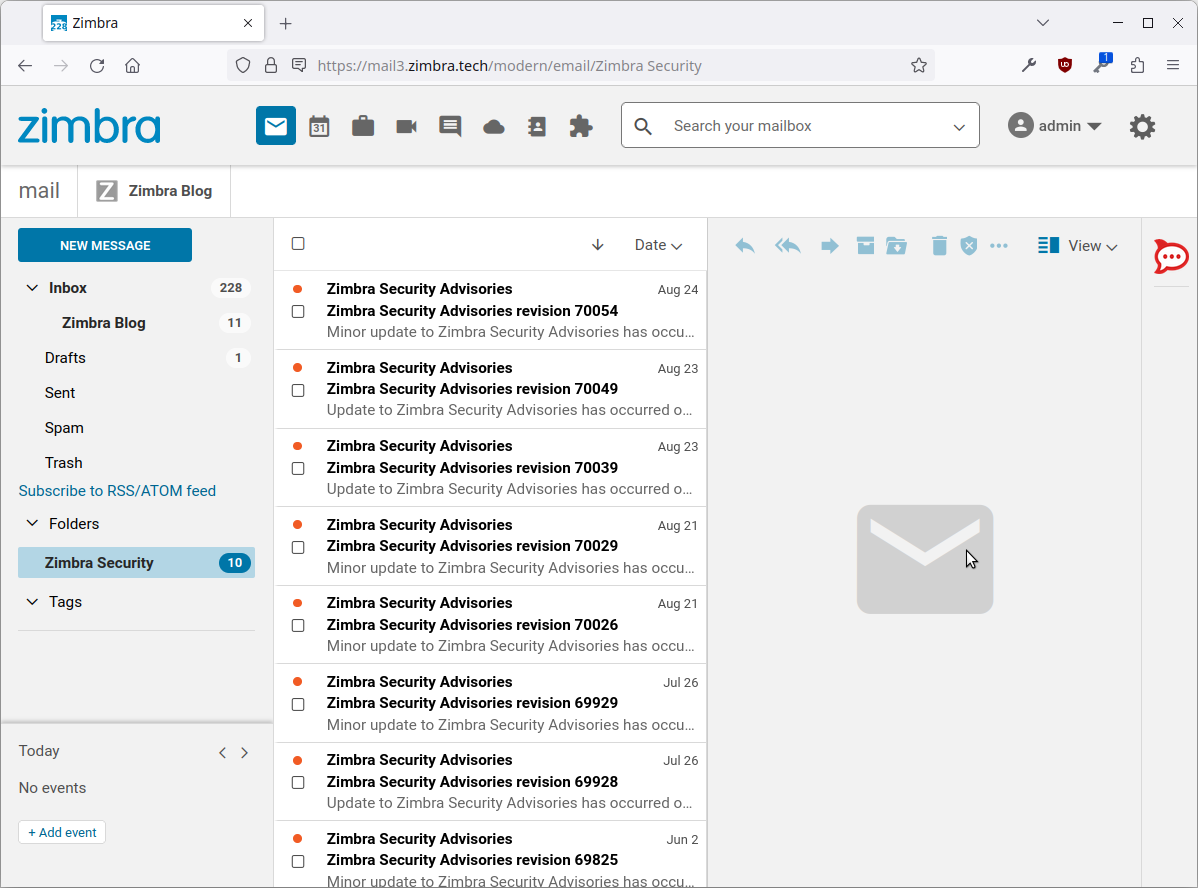 Zimbra
https://mail3.zimbra.tech/modern/email/Zimbra Security
1
zimbra
31
Search your mailbox
admin
mail
Zimbra Blog
NEW MESSAGE
Inbox 228
Zimbra Blog 11
Drafts 1
Sent
Spam
Trash
Subscribe to RSS/ATOM feed
Folders
Zimbra Security 10
Tags
Today
No events
+ Add event
Date
Zimbra Security Advisories Aug 24
Zimbra Security Advisories revision 70054
Minor update to Zimbra Security Advisories has occu...
Zimbra Security Advisories Aug 23
Zimbra Security Advisories revision 70049
Update to Zimbra Security Advisories has occurred o...
Zimbra Security Advisories Aug 23
Zimbra Security Advisories revision 70039
Update to Zimbra Security Advisories has occurred o...
Zimbra Security Advisories Aug 21
Zimbra Security Advisories revision 70029
Minor update to Zimbra Security Advisories has occu...
Zimbra Security Advisories Aug 21
Zimbra Security Advisories revision 70026
Minor update to Zimbra Security Advisories has occu...
Zimbra Security Advisories Jul 26
Zimbra Security Advisories revision 69929
Minor update to Zimbra Security Advisories has occu...
Zimbra Security Advisories Jul 26
Zimbra Security Advisories revision 69928
Update to Zimbra Security Advisories has occurred o...
Zimbra Security Advisories Jun 2
Zimbra Security Advisories revision 69825
Minor update to Zimbra Security Advisories has occu...
View